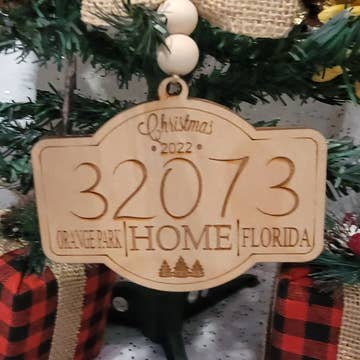 Christmas
• 2022 •
32073
ORANGE PARK | HOME | FLORIDA